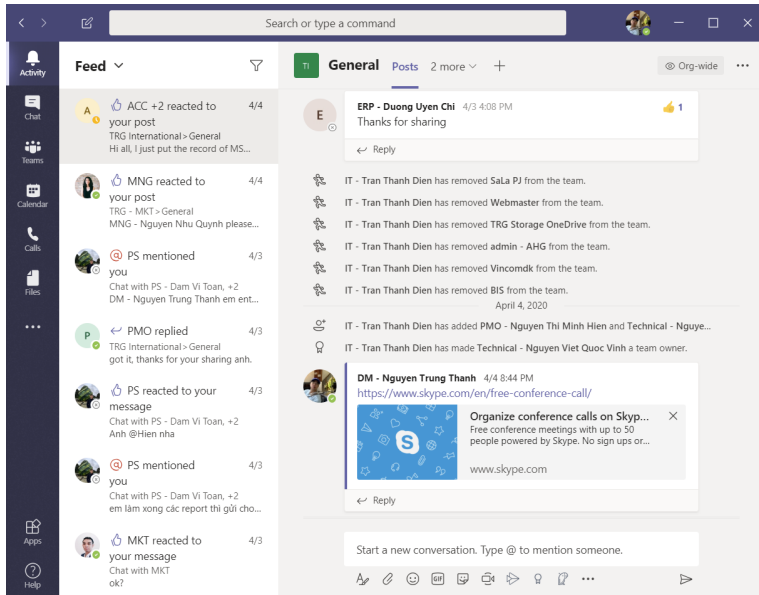 Search or type a command
Activity
Chat
Teams
Calendar
Calls
Files
Apps
Help
Feed
A
ACC +2 reacted to your post
4/4
TRG International > General
Hi all, I just put the record of MS...
MNG reacted to your post
4/4
TRG - MKT > General
MNG - Nguyen Nhu Quynh please...
PS mentioned you
4/3
Chat with PS - Dam Vi Toan, +2
DM - Nguyen Trung Thanh em ent...
P
PMO replied
4/3
TRG International > General
got it, thanks for your sharing anh.
PS reacted to your message
4/3
Chat with PS - Dam Vi Toan, +2
Anh @Hien nha
PS mentioned you
4/3
Chat with PS - Dam Vi Toan, +2
em làm xong các report thì gửi cho...
MKT reacted to your message
4/3
Chat with MKT
ok?
TI
General
Posts
2 more
Org-wide
E
ERP - Duong Uyen Chi 4/3 4:08 PM
1
Thanks for sharing
Reply
IT - Tran Thanh Dien has removed SaLa PJ from the team.
IT - Tran Thanh Dien has removed Webmaster from the team.
IT - Tran Thanh Dien has removed TRG Storage OneDrive from the team.
IT - Tran Thanh Dien has removed admin - AHG from the team.
IT - Tran Thanh Dien has removed Vincomdk from the team.
IT - Tran Thanh Dien has removed BIS from the team.
April 4, 2020
IT - Tran Thanh Dien has added PMO - Nguyen Thi Minh Hien and Technical - Nguye...
IT - Tran Thanh Dien has made Technical - Nguyen Viet Quoc Vinh a team owner.
DM - Nguyen Trung Thanh 4/4 8:44 PM
https://www.skype.com/en/free-conference-call/
S
Organize conference calls on Skyp...
Free conference meetings with up to 50
people powered by Skype. No sign ups or...
www.skype.com
Reply
Start a new conversation. Type @ to mention someone.
GIF